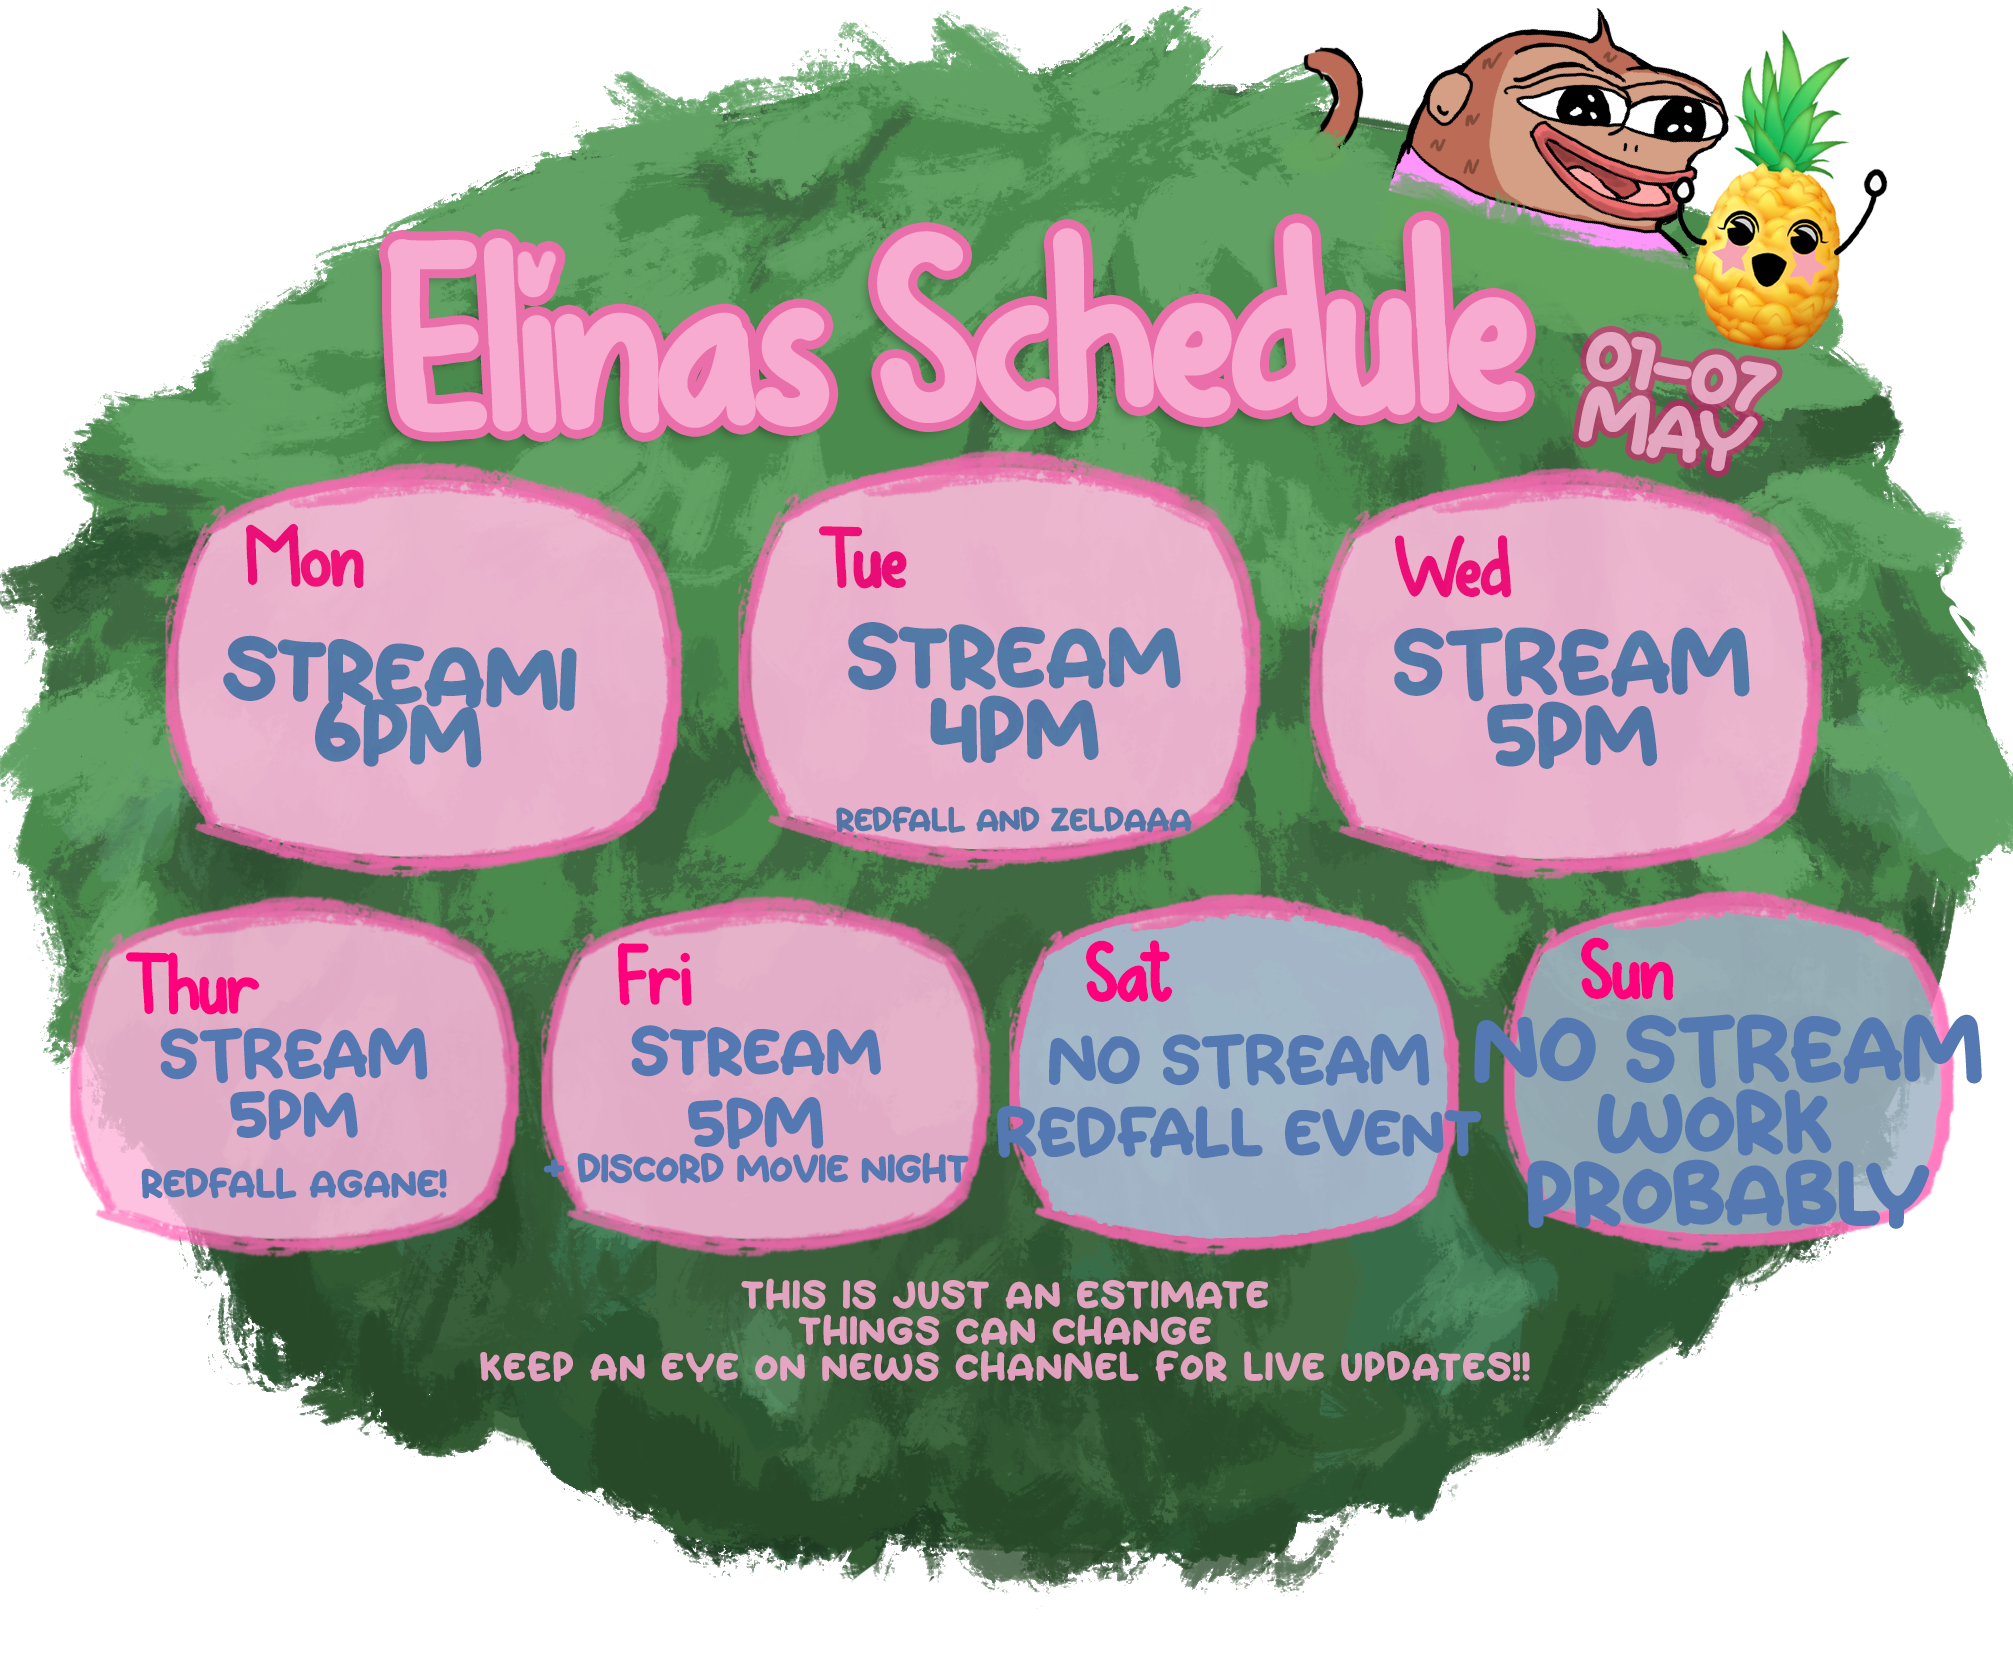 Elinas Schedule
01-07
MAY
Mon
STREAM!
6PM
Tue
STREAM
4PM
REDFALL AND ZELDAAA
Wed
STREAM
5PM
Thur
STREAM
5PM
REDFALL AGANE!
Fri
STREAM
5PM
+ DISCORD MOVIE NIGHT
Sat
NO STREAM
REDFALL EVENT
Sun
NO STREAM
WORK
PROBABLY
THIS IS JUST AN ESTIMATE
THINGS CAN CHANGE
KEEP AN EYE ON NEWS CHANNEL FOR LIVE UPDATES!!